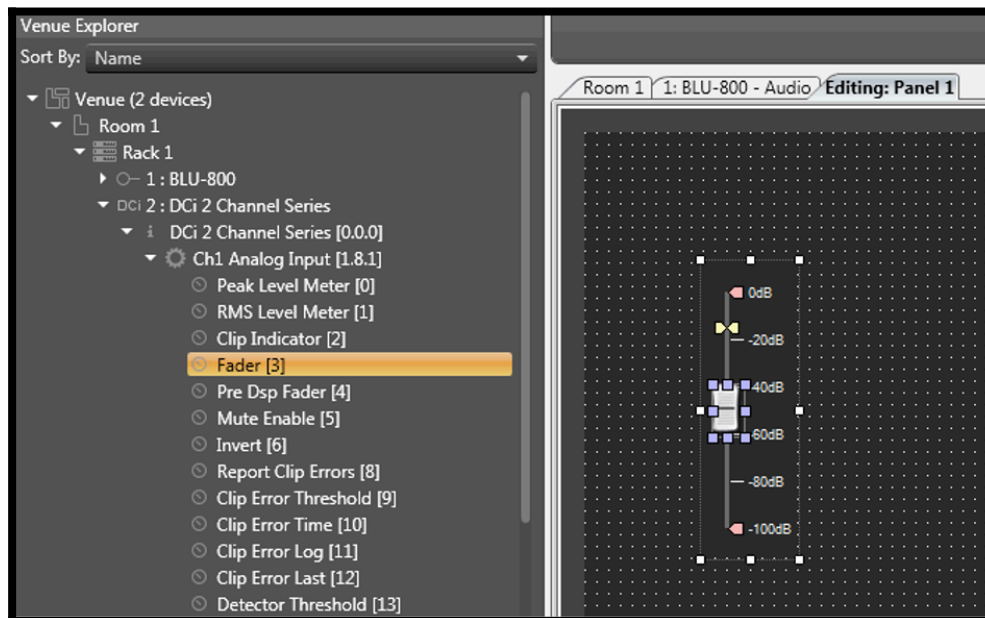 Venue Explorer
Sort By: Name
Venue (2 devices)
Room 1
Rack 1
1 : BLU-800
DCi 2 : DCi 2 Channel Series
i DCi 2 Channel Series [0.0.0]
Ch1 Analog Input [1.8.1]
Peak Level Meter [0]
RMS Level Meter [1]
Clip Indicator [2]
Fader [3]
Pre Dsp Fader [4]
Mute Enable [5]
Invert [6]
Report Clip Errors [8]
Clip Error Threshold [9]
Clip Error Time [10]
Clip Error Log [11]
Clip Error Last [12]
Detector Threshold [13]
Room 1
1: BLU-800 - Audio
Editing: Panel 1
0dB
-20dB
40dB
-60dB
-80dB
-100dB